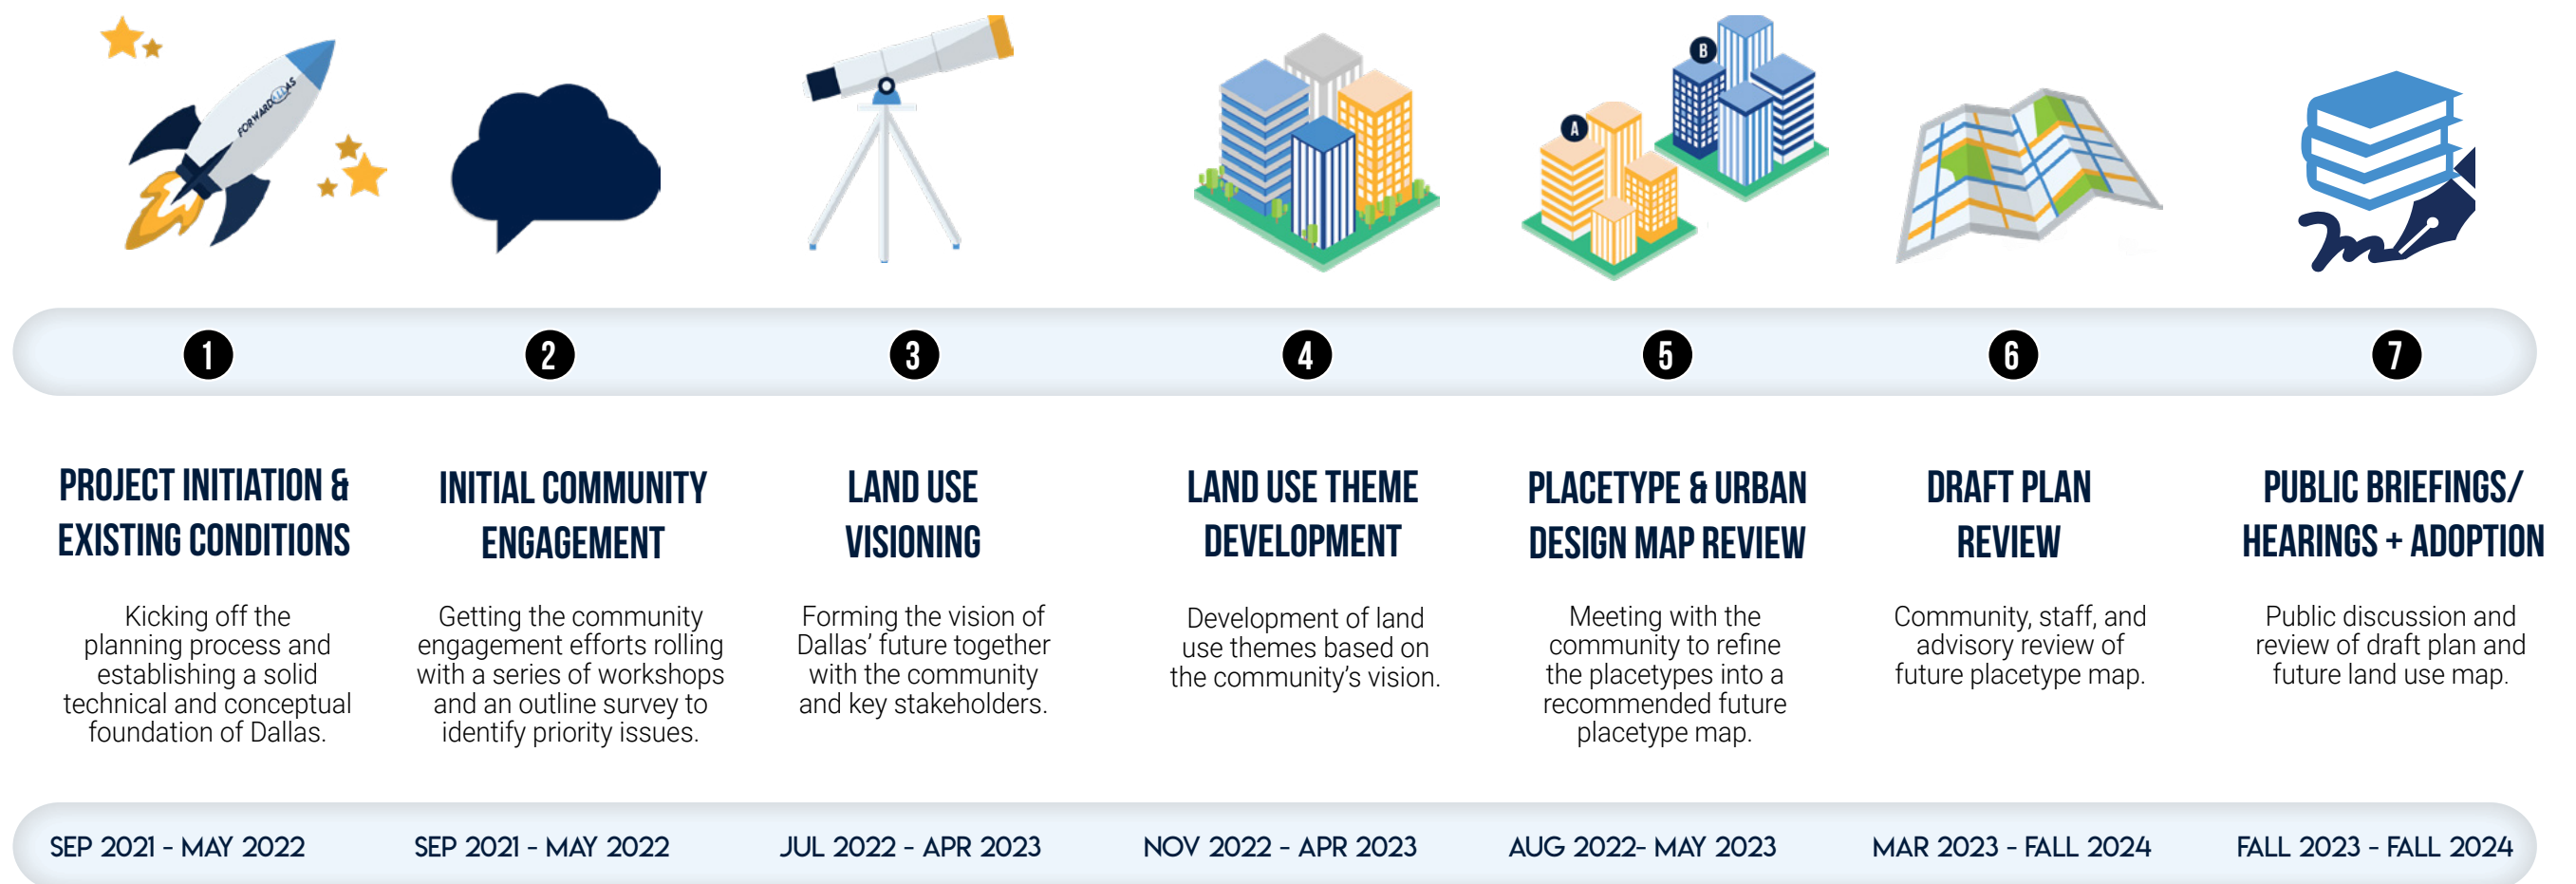 FORWARDDALLAS
A
B
1
2
3
4
5
6
7
PROJECT INITIATION &
EXISTING CONDITIONS
Kicking off the
planning process and
establishing a solid
technical and conceptual
foundation of Dallas.
INITIAL COMMUNITY
ENGAGEMENT
Getting the community
engagement efforts rolling
with a series of workshops
and an outline survey to
identify priority issues.
LAND USE
VISIONING
Forming the vision of
Dallas’ future together
with the community
and key stakeholders.
LAND USE THEME
DEVELOPMENT
Development of land
use themes based on
the community’s vision.
PLACETYPE & URBAN
DESIGN MAP REVIEW
Meeting with the
community to refine
the placetypes into a
recommended future
placetype map.
DRAFT PLAN
REVIEW
Community, staff, and
advisory review of
future placetype map.
PUBLIC BRIEFINGS/
HEARINGS + ADOPTION
Public discussion and
review of draft plan and
future land use map.
SEP 2021 - MAY 2022
SEP 2021 - MAY 2022
JUL 2022 - APR 2023
NOV 2022 - APR 2023
AUG 2022- MAY 2023
MAR 2023 - FALL 2024
FALL 2023 - FALL 2024